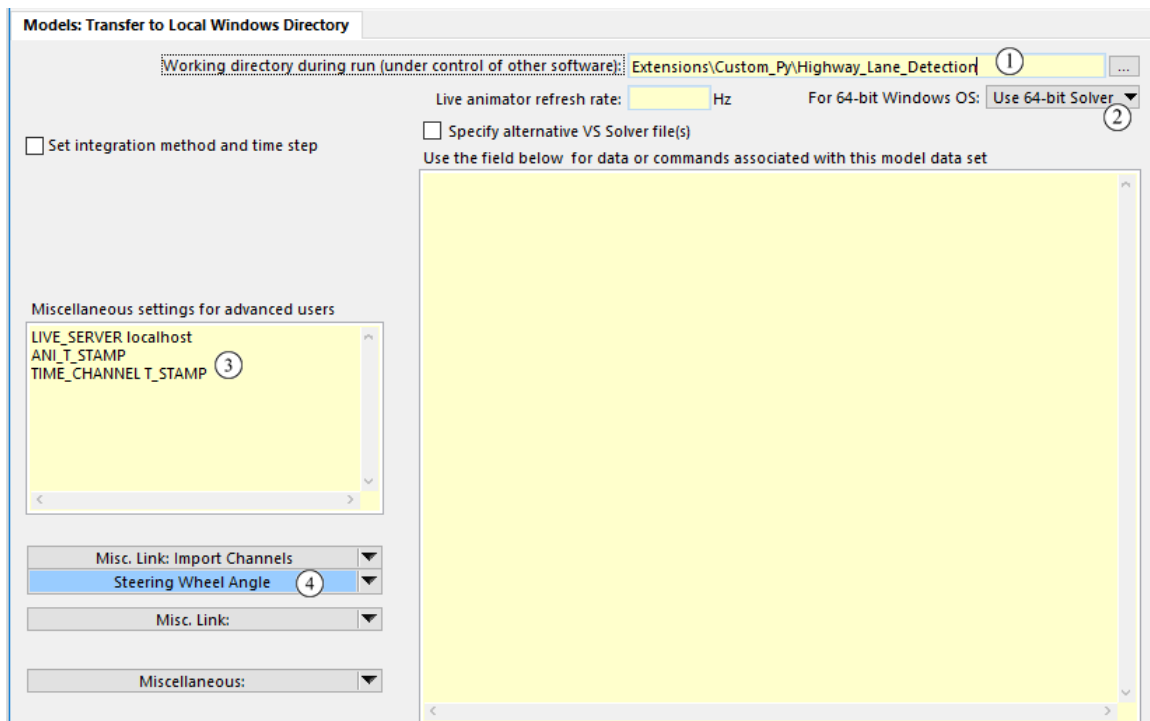 Models: Transfer to Local Windows Directory
Working directory during run (under control of other software): Extensions\Custom_Py\Highway_Lane_Detection 1 ...
Live animator refresh rate: Hz For 64-bit Windows OS: Use 64-bit Solver
2
Set integration method and time step
Specify alternative VS Solver file(s)
Use the field below for data or commands associated with this model data set
Miscellaneous settings for advanced users
LIVE_SERVER localhost
ANI_T_STAMP
TIME_CHANNEL T_STAMP 3
Misc. Link: Import Channels
Steering Wheel Angle 4
Misc. Link:
Miscellaneous: